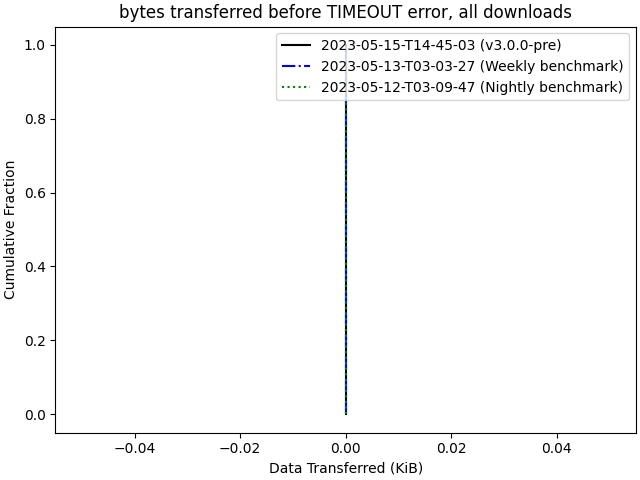 bytes transferred before TIMEOUT error, all downloads
2023-05-15-T14-45-03 (v3.0.0-pre)
2023-05-13-T03-03-27 (Weekly benchmark)
2023-05-12-T03-09-47 (Nightly benchmark)
Cumulative Fraction
1.0
0.8
0.6
0.4
0.2
0.0
−0.04 −0.02 0.00 0.02 0.04
Data Transferred (KiB)